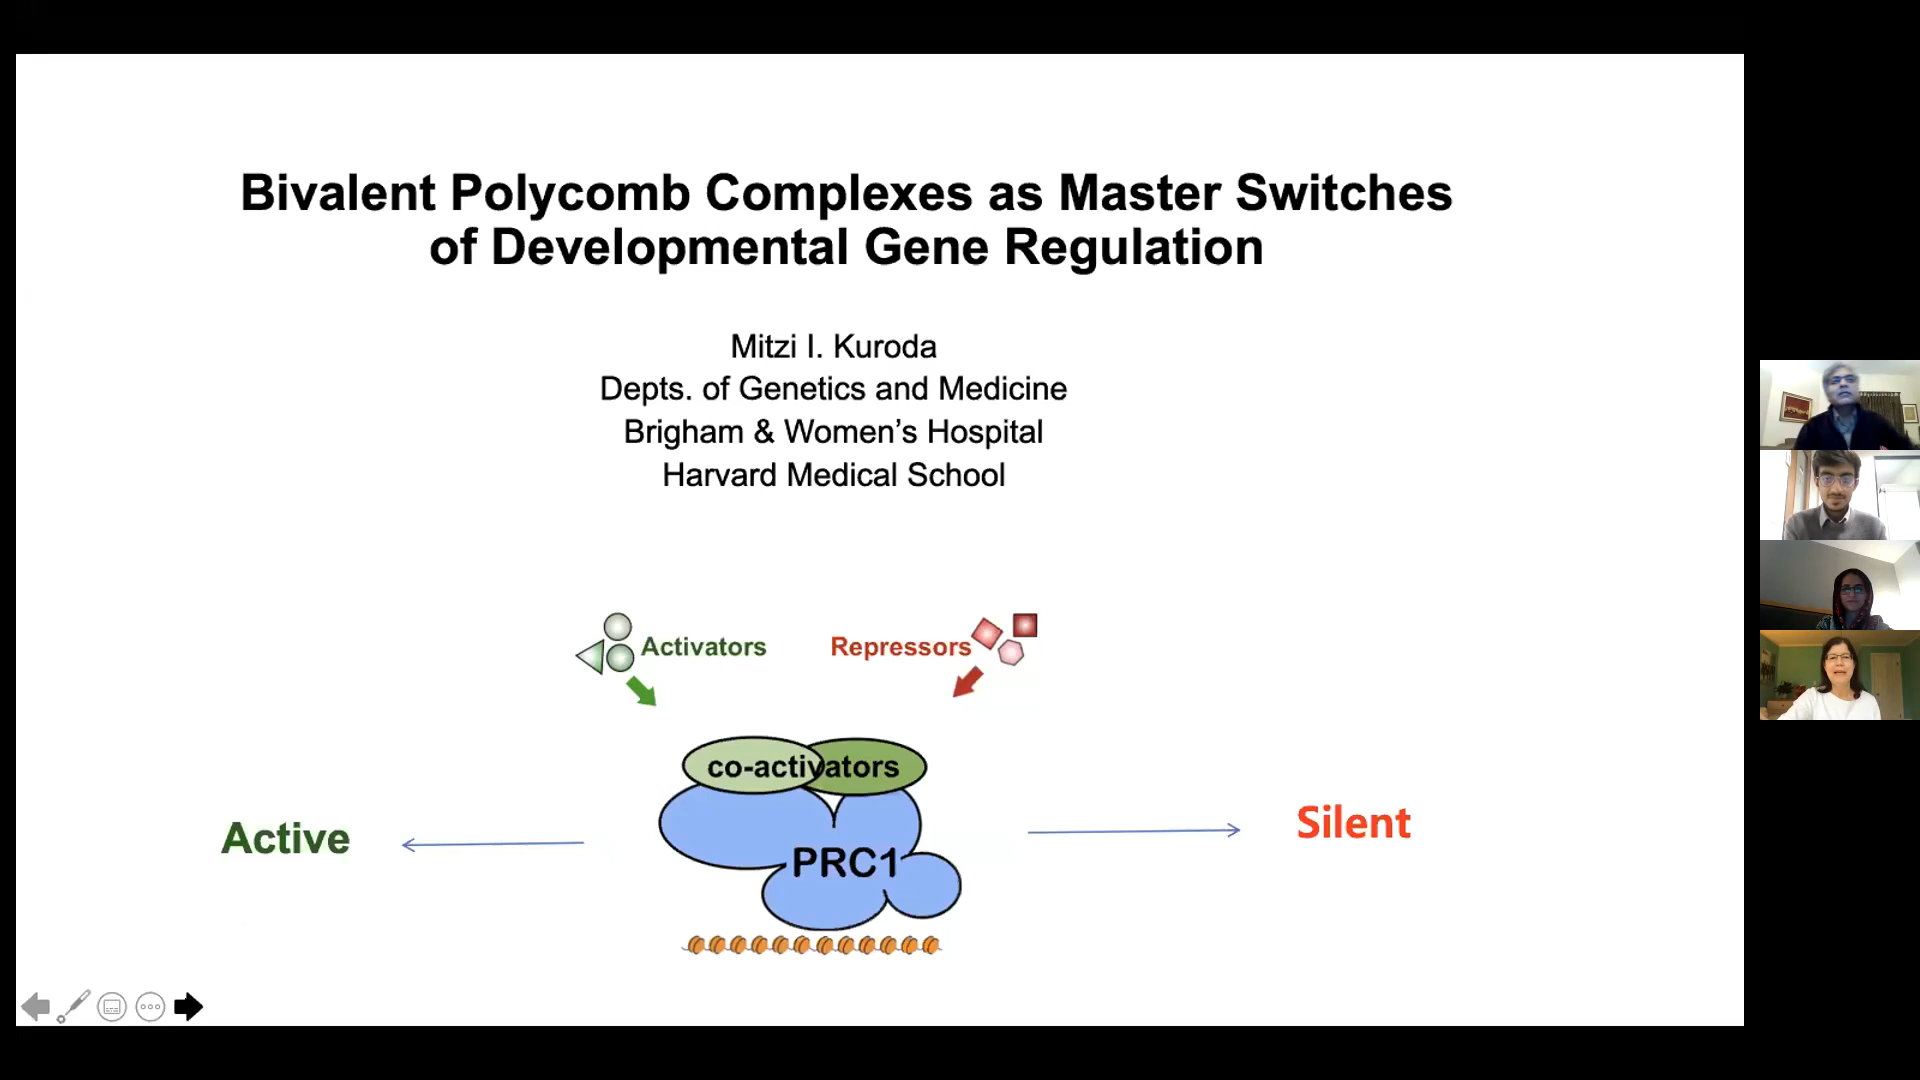 Bivalent Polycomb Complexes as Master Switches
of Developmental Gene Regulation
Mitzi I. Kuroda
Depts. of Genetics and Medicine
Brigham & Women’s Hospital
Harvard Medical School
Activators
Repressors
co-activators
PRC1
Active
Silent